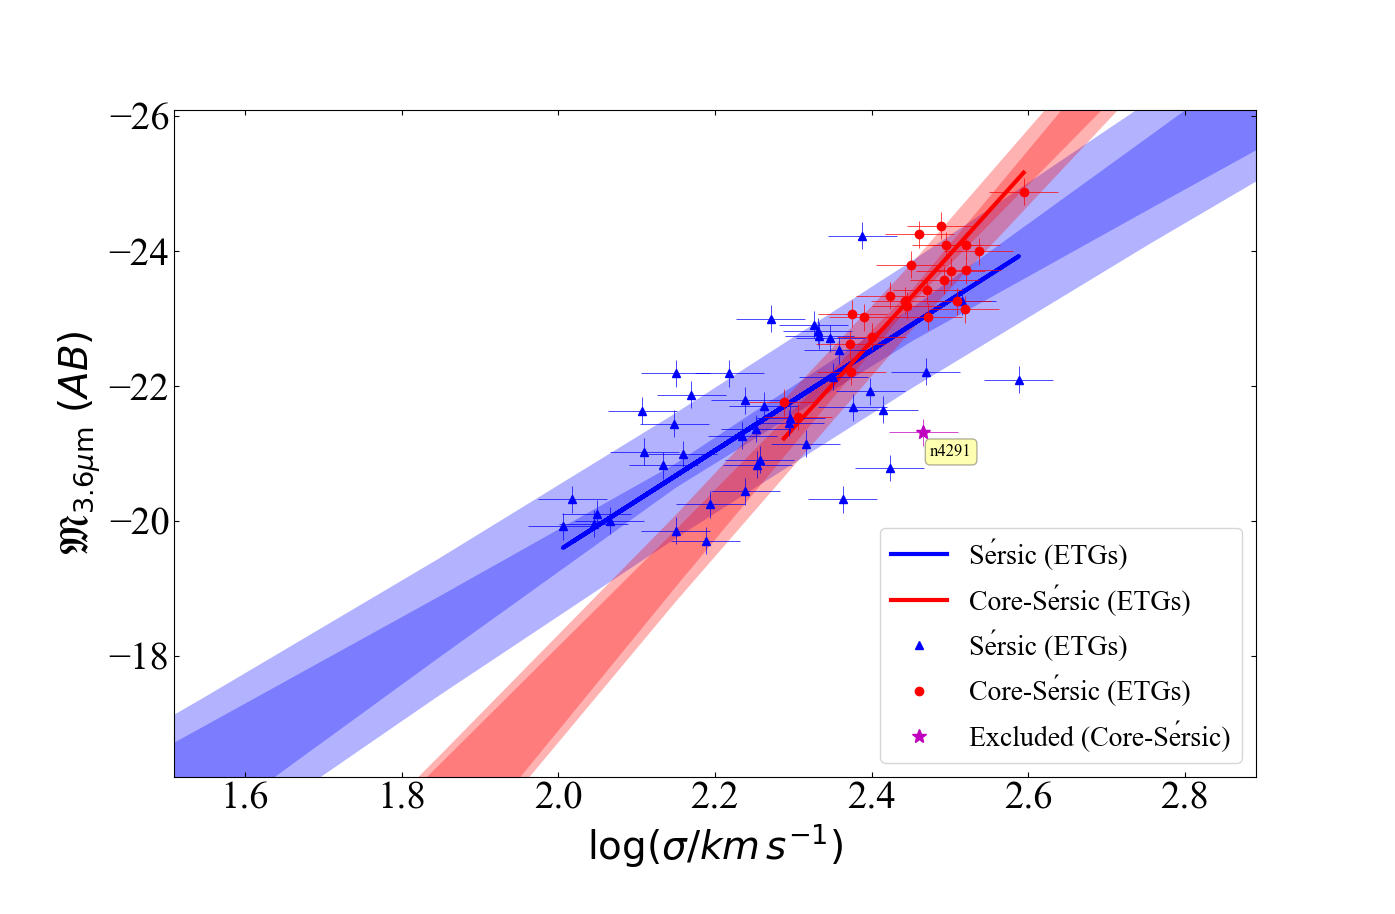 −26
−24
−22
−20
−18
𝔐3.6μm (AB)
1.6 1.8 2.0 2.2 2.4 2.6 2.8
log(σ/km s⁻¹)
n4291
Sérsic (ETGs)
Core-Sérsic (ETGs)
Sérsic (ETGs)
Core-Sérsic (ETGs)
Excluded (Core-Sérsic)